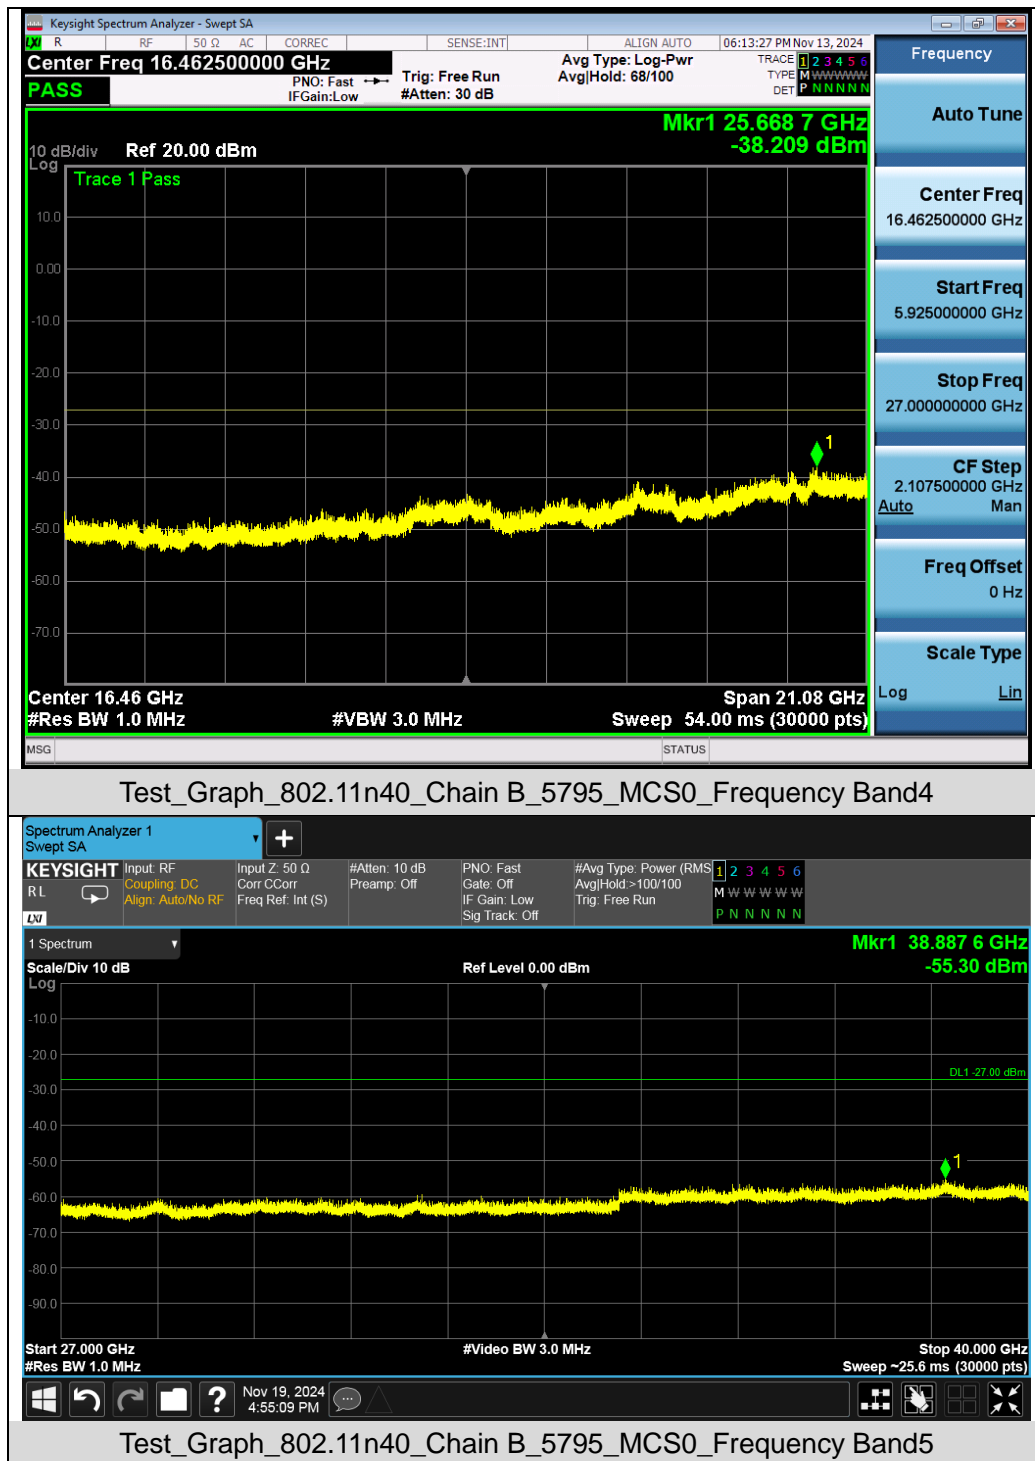 Keysight Spectrum Analyzer - Swept SA
LXI R RF 50 Ω AC CORREC SENSE:INT ALIGN AUTO 06:13:27 PM Nov 13, 2024
Center Freq 16.462500000 GHz
PNO: Fast
IFGain:Low
Trig: Free Run
#Atten: 30 dB
Avg Type: Log-Pwr
Avg|Hold: 68/100
TRACE 1 2 3 4 5 6
TYPE M WWWWW
DET P N N N N N
PASS
Mkr1 25.668 7 GHz
-38.209 dBm
10 dB/div Ref 20.00 dBm
Log
Trace 1 Pass
10.0
0.00
-10.0
-20.0
-30.0
1
-40.0
-50.0
-60.0
-70.0
Center 16.46 GHz Span 21.08 GHz
#Res BW 1.0 MHz #VBW 3.0 MHz Sweep 54.00 ms (30000 pts)
MSG STATUS
Frequency
Auto Tune
Center Freq
16.462500000 GHz
Start Freq
5.925000000 GHz
Stop Freq
27.000000000 GHz
CF Step
2.107500000 GHz
Auto Man
Freq Offset
0 Hz
Scale Type
Log Lin
Test_Graph_802.11n40_Chain B_5795_MCS0_Frequency Band4
Spectrum Analyzer 1
Swept SA
+
KEYSIGHT
RL
LXI
Input: RF
Coupling: DC
Align: Auto/No RF
Input Z: 50 Ω
Corr CCorr
Freq Ref: Int (S)
#Atten: 10 dB
Preamp: Off
PNO: Fast
Gate: Off
IF Gain: Low
Sig Track: Off
#Avg Type: Power (RMS
Avg|Hold:>100/100
Trig: Free Run
1 2 3 4 5 6
M W W W W W
P N N N N N
1 Spectrum
Mkr1 38.887 6 GHz
Scale/Div 10 dB Ref Level 0.00 dBm -55.30 dBm
Log
-10.0
-20.0
DL1 -27.00 dBm
-30.0
-40.0
-50.0
1
-60.0
-70.0
-80.0
-90.0
Start 27.000 GHz #Video BW 3.0 MHz Stop 40.000 GHz
#Res BW 1.0 MHz Sweep ~25.6 ms (30000 pts)
?
Nov 19, 2024
4:55:09 PM
Test_Graph_802.11n40_Chain B_5795_MCS0_Frequency Band5